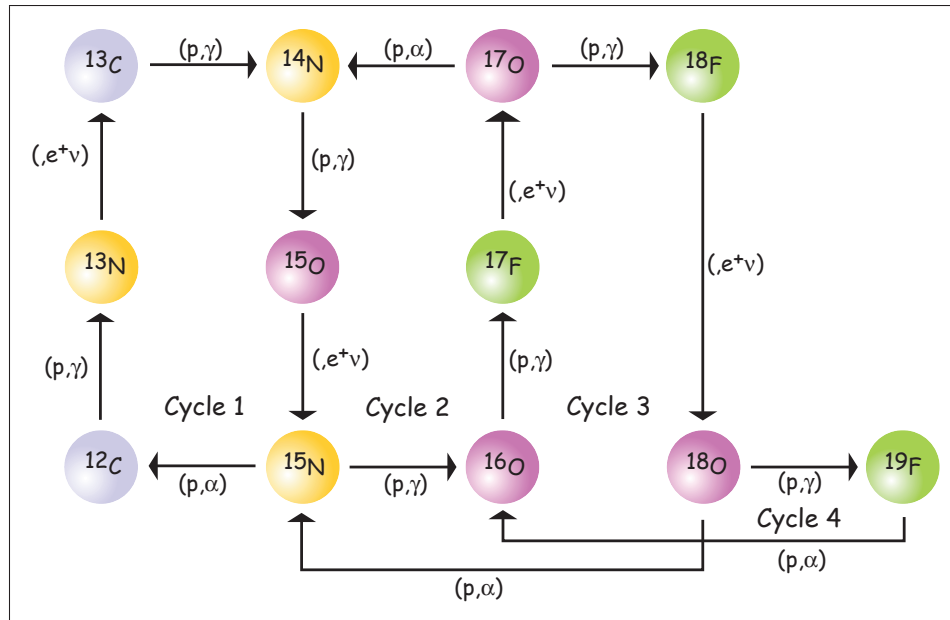 ¹³C (p,γ) ¹⁴N (p,α) ¹⁷O (p,γ) ¹⁸F
(,e⁺ν) (p,γ) (,e⁺ν)
¹³N ¹⁵O ¹⁷F (,e⁺ν)
(p,γ) (,e⁺ν) (p,γ)
Cycle 1 Cycle 2 Cycle 3
¹²C (p,α) ¹⁵N (p,γ) ¹⁶O ¹⁸O (p,γ) ¹⁹F
Cycle 4
(p,α)
(p,α)